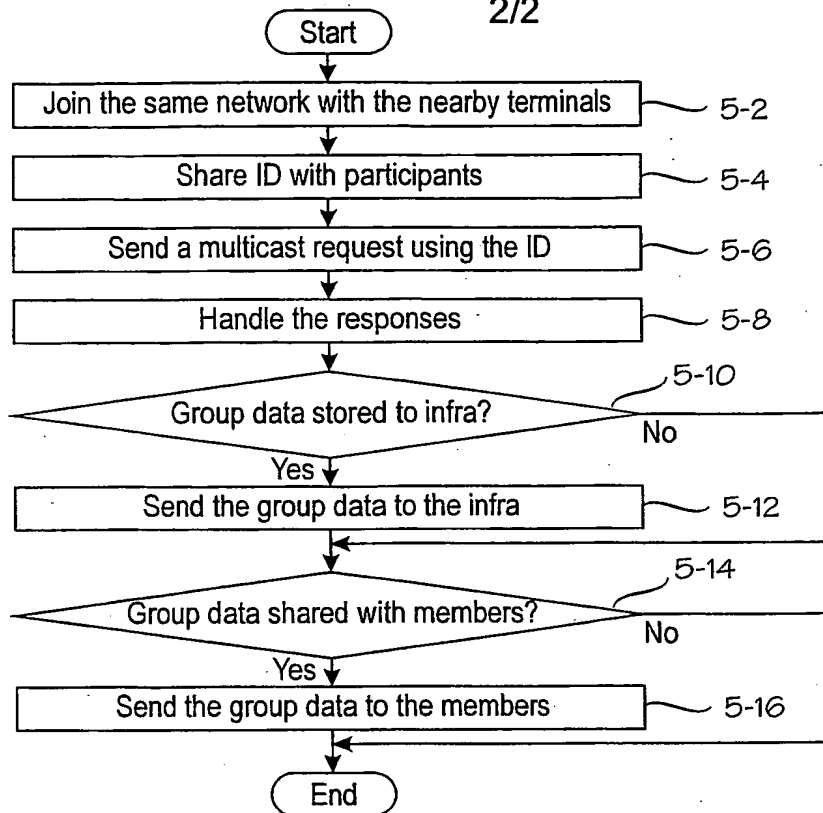 2/2
Start
Join the same network with the nearby terminals
5-2
Share ID with participants
5-4
Send a multicast request using the ID
5-6
Handle the responses
5-8
5-10
Group data stored to infra?
No
Yes
Send the group data to the infra
5-12
5-14
Group data shared with members?
No
Yes
Send the group data to the members
5-16
End